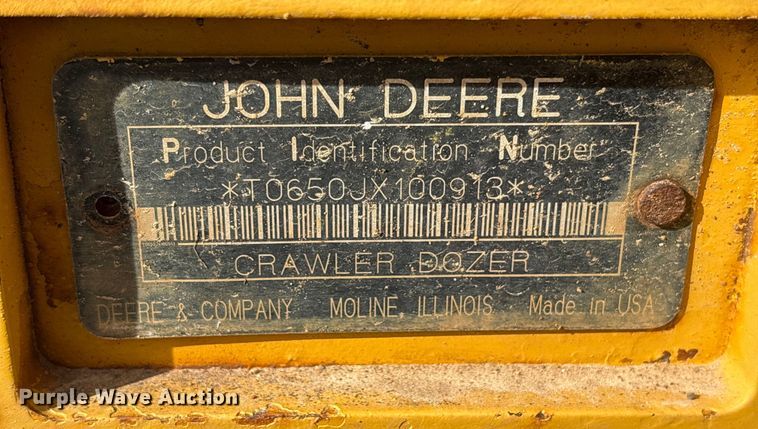 JOHN DEERE
Product Identification Number
*T0650JX100913*
CRAWLER DOZER
DEERE & COMPANY MOLINE, ILLINOIS Made in USA
Purple Wave Auction